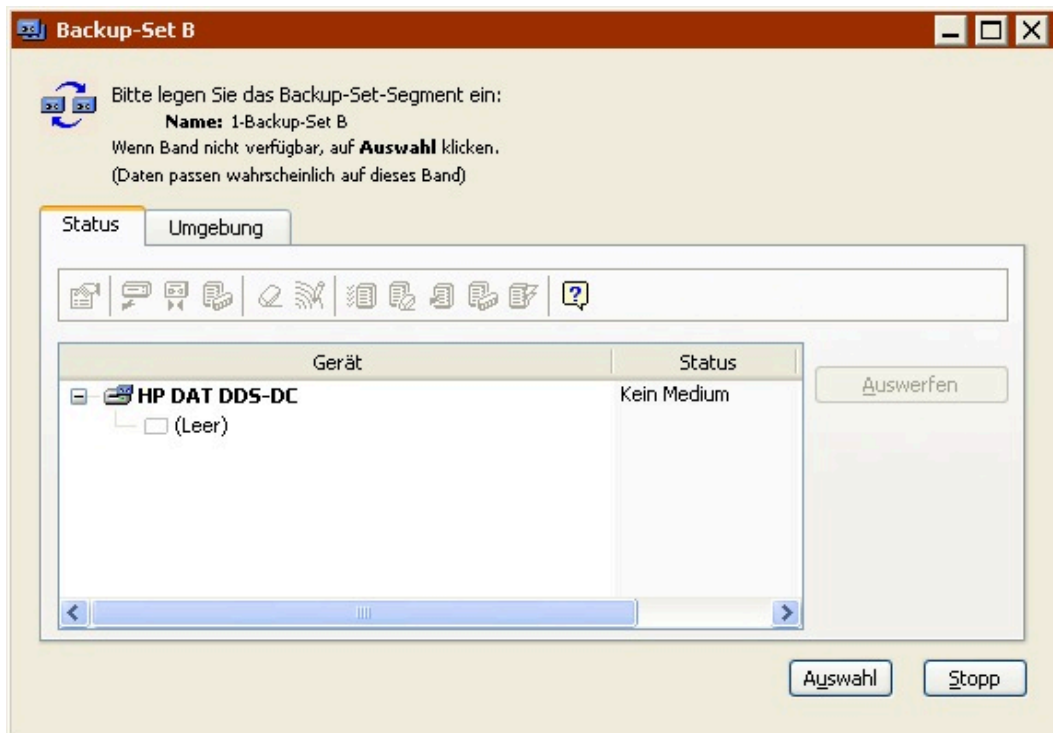 Backup-Set B
Bitte legen Sie das Backup-Set-Segment ein:
Name: 1-Backup-Set B
Wenn Band nicht verfügbar, auf Auswahl klicken.
(Daten passen wahrscheinlich auf dieses Band)
Status Umgebung
Gerät Status
HP DAT DDS-DC Kein Medium
(Leer)
Auswerfen
Auswahl Stopp